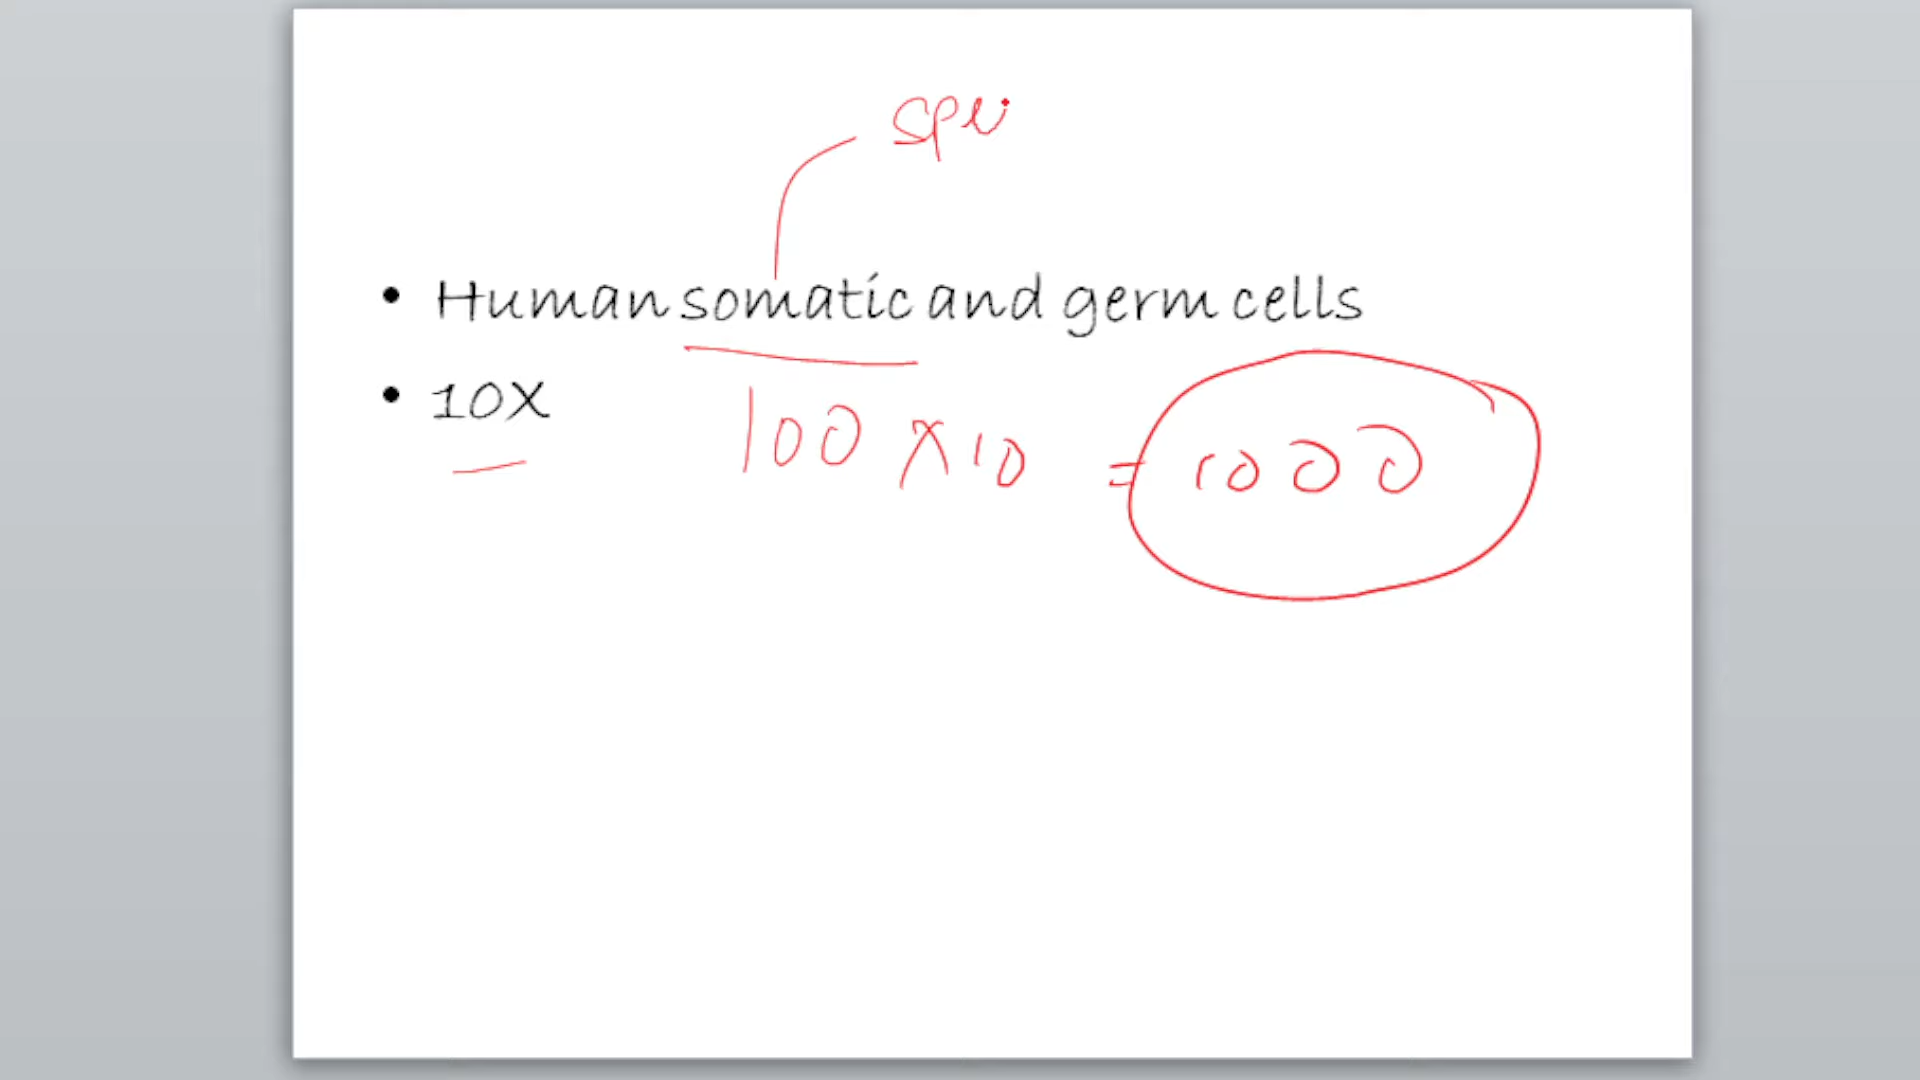 spe
• Human somatic and germ cells
• 10X
100 x 10 = 1000